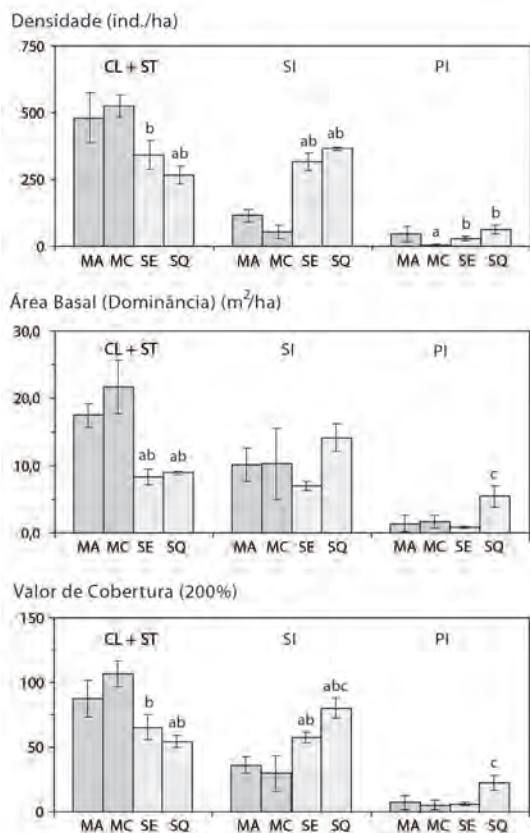 Densidade (ind./ha)
750
CL + ST SI PI
500
b ab ab ab
250
a b b
0
MA MC SE SQ MA MC SE SQ MA MC SE SQ
Área Basal (Dominância) (m²/ha)
30,0
CL + ST SI PI
20,0
10,0
ab ab c
0,0
MA MC SE SQ MA MC SE SQ MA MC SE SQ
Valor de Cobertura (200%)
150
CL + ST SI PI
100
b ab ab abc
50
c
0
MA MC SE SQ MA MC SE SQ MA MC SE SQ